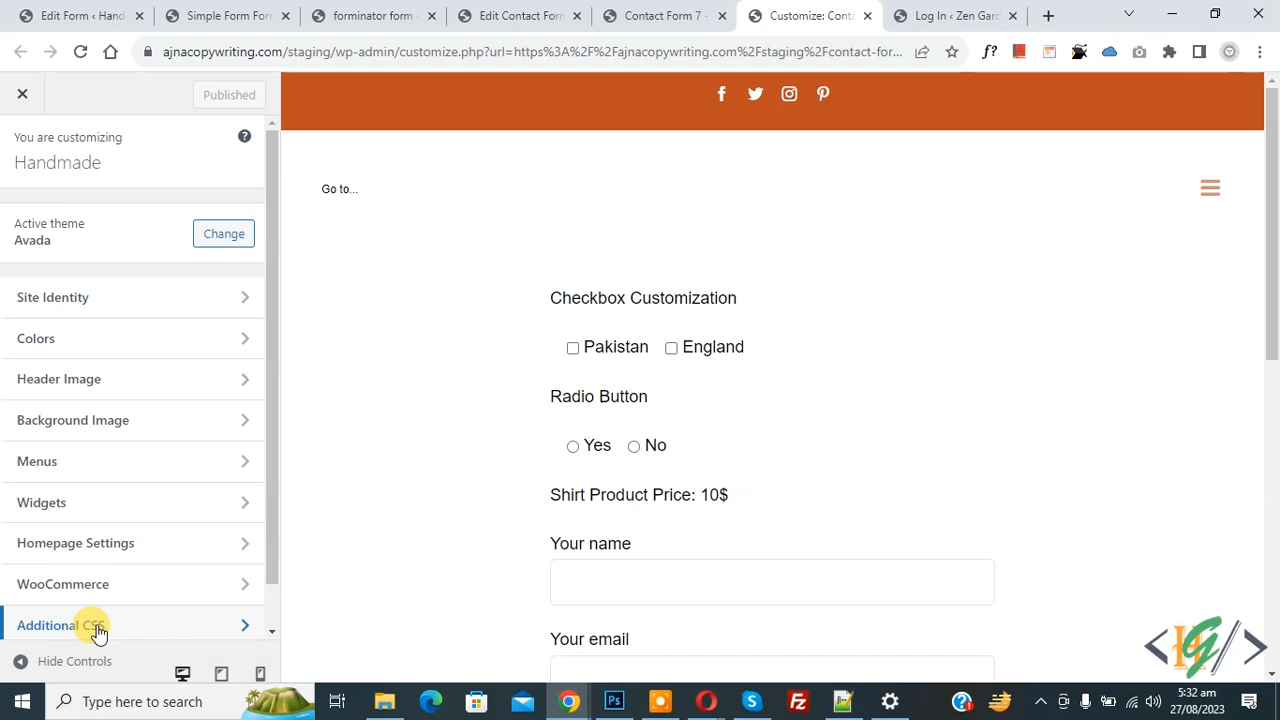 Edit Form ‹ Hand
Simple Form For
forminator form -
Edit Contact For
Contact Form 7 -
Customize: Conta
Log In ‹ Zen Gard
ajnacopywriting.com/staging/wp-admin/customize.php?url=https%3A%2F%2Fajnacopywriting.com%2Fstaging%2Fcontact-for...
f?
Published
You are customizing
Handmade
Active theme
Avada
Change
Site Identity
Colors
Header Image
Background Image
Menus
Widgets
Homepage Settings
WooCommerce
Additional CSS
Hide Controls
Go to...
Checkbox Customization
Pakistan England
Radio Button
Yes No
Shirt Product Price: 10$
Your name
Your email
HG
Type here to search
Ps
5:32 am
27/08/2023